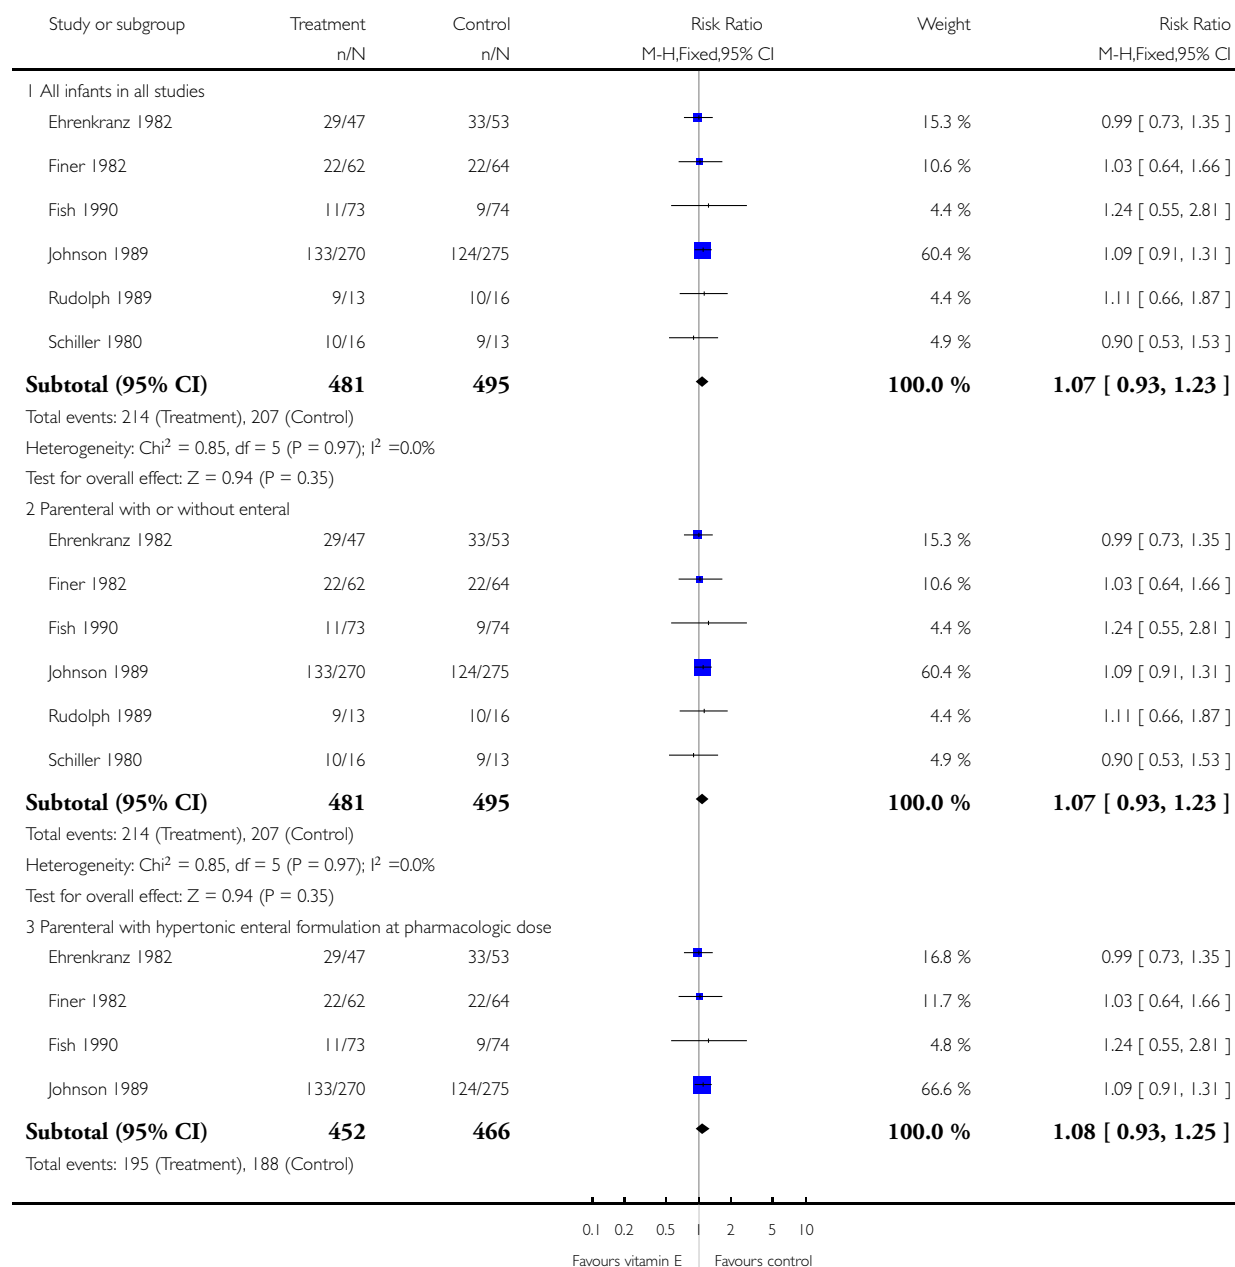 Study or subgroup Treatment Control Risk Ratio Weight Risk Ratio
n/N n/N M-H,Fixed,95% CI M-H,Fixed,95% CI
1 All infants in all studies
Ehrenkranz 1982 29/47 33/53 15.3 % 0.99 [ 0.73, 1.35 ]
Finer 1982 22/62 22/64 10.6 % 1.03 [ 0.64, 1.66 ]
Fish 1990 11/73 9/74 4.4 % 1.24 [ 0.55, 2.81 ]
Johnson 1989 133/270 124/275 60.4 % 1.09 [ 0.91, 1.31 ]
Rudolph 1989 9/13 10/16 4.4 % 1.11 [ 0.66, 1.87 ]
Schiller 1980 10/16 9/13 4.9 % 0.90 [ 0.53, 1.53 ]
Subtotal (95% CI) 481 495 100.0 % 1.07 [ 0.93, 1.23 ]
Total events: 214 (Treatment), 207 (Control)
Heterogeneity: Chi² = 0.85, df = 5 (P = 0.97); I² =0.0%
Test for overall effect: Z = 0.94 (P = 0.35)
2 Parenteral with or without enteral
Ehrenkranz 1982 29/47 33/53 15.3 % 0.99 [ 0.73, 1.35 ]
Finer 1982 22/62 22/64 10.6 % 1.03 [ 0.64, 1.66 ]
Fish 1990 11/73 9/74 4.4 % 1.24 [ 0.55, 2.81 ]
Johnson 1989 133/270 124/275 60.4 % 1.09 [ 0.91, 1.31 ]
Rudolph 1989 9/13 10/16 4.4 % 1.11 [ 0.66, 1.87 ]
Schiller 1980 10/16 9/13 4.9 % 0.90 [ 0.53, 1.53 ]
Subtotal (95% CI) 481 495 100.0 % 1.07 [ 0.93, 1.23 ]
Total events: 214 (Treatment), 207 (Control)
Heterogeneity: Chi² = 0.85, df = 5 (P = 0.97); I² =0.0%
Test for overall effect: Z = 0.94 (P = 0.35)
3 Parenteral with hypertonic enteral formulation at pharmacologic dose
Ehrenkranz 1982 29/47 33/53 16.8 % 0.99 [ 0.73, 1.35 ]
Finer 1982 22/62 22/64 11.7 % 1.03 [ 0.64, 1.66 ]
Fish 1990 11/73 9/74 4.8 % 1.24 [ 0.55, 2.81 ]
Johnson 1989 133/270 124/275 66.6 % 1.09 [ 0.91, 1.31 ]
Subtotal (95% CI) 452 466 100.0 % 1.08 [ 0.93, 1.25 ]
Total events: 195 (Treatment), 188 (Control)
0.1 0.2 0.5 1 2 5 10
Favours vitamin E Favours control